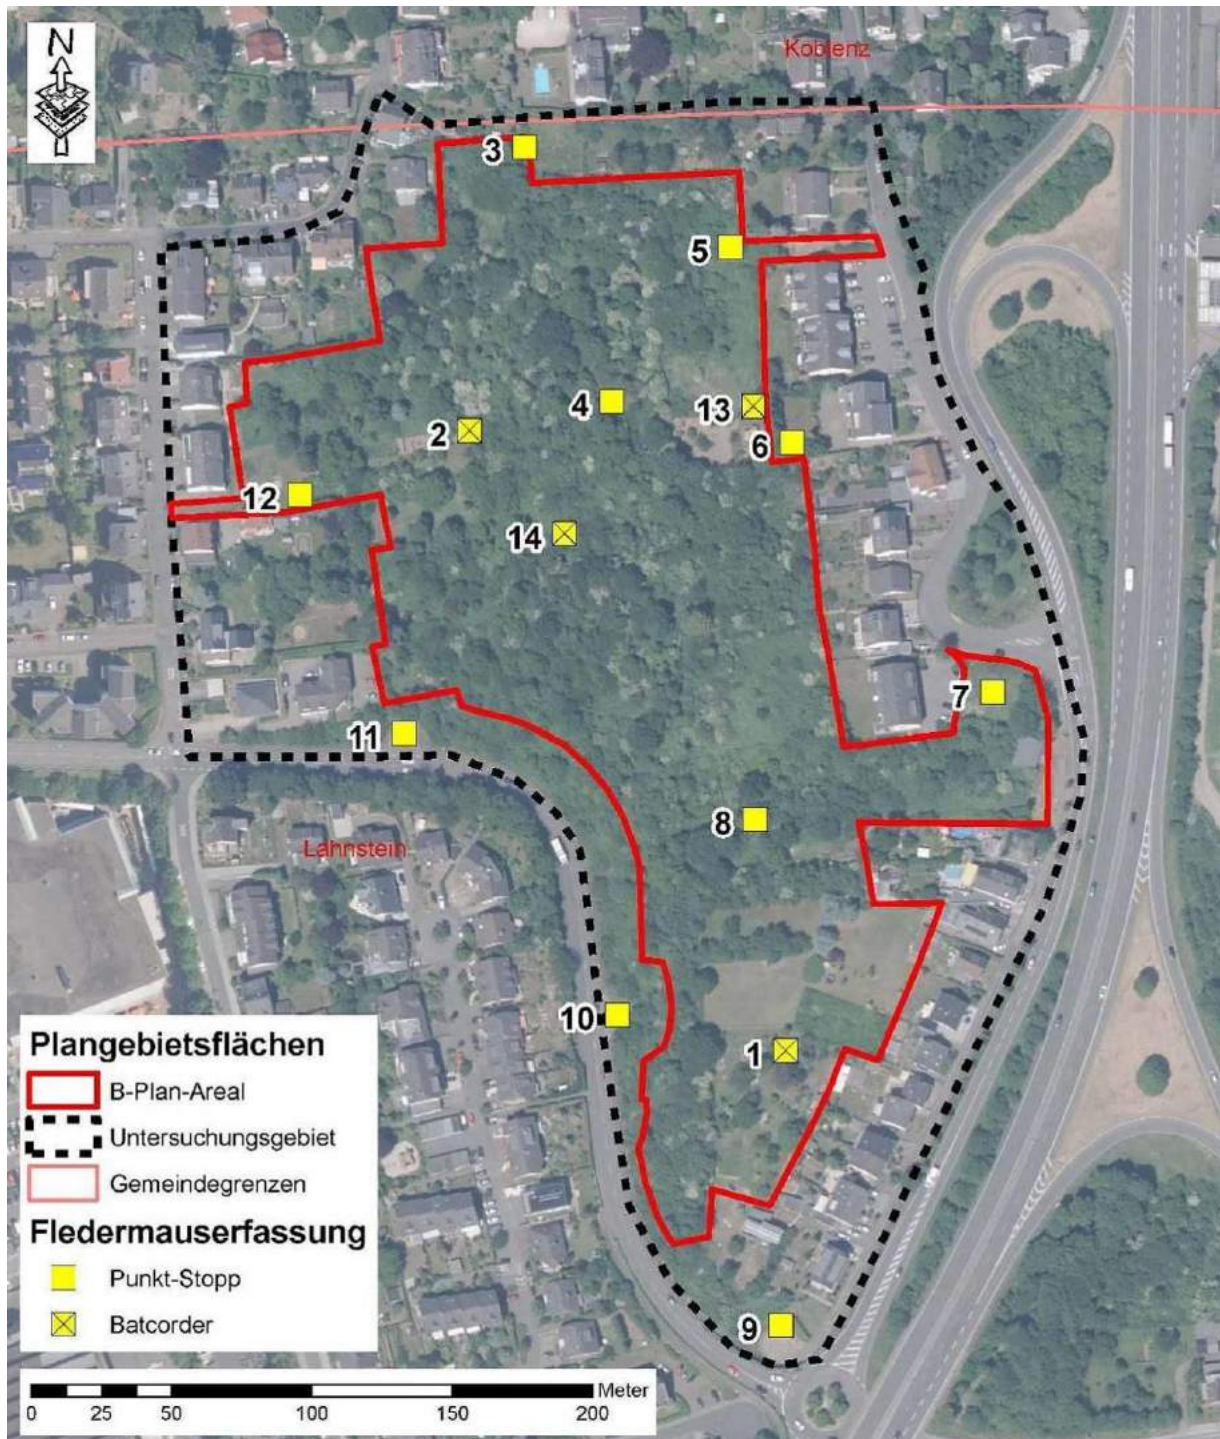 N
Koblenz
3
5
4
13
2
6
12
14
7
11
8
Lahnstein
10
1
9
Plangebietsflächen
B-Plan-Areal
Untersuchungsgebiet
Gemeindegrenzen
Fledermauserfassung
Punkt-Stopp
Batcorder
Meter
0 25 50 100 150 200